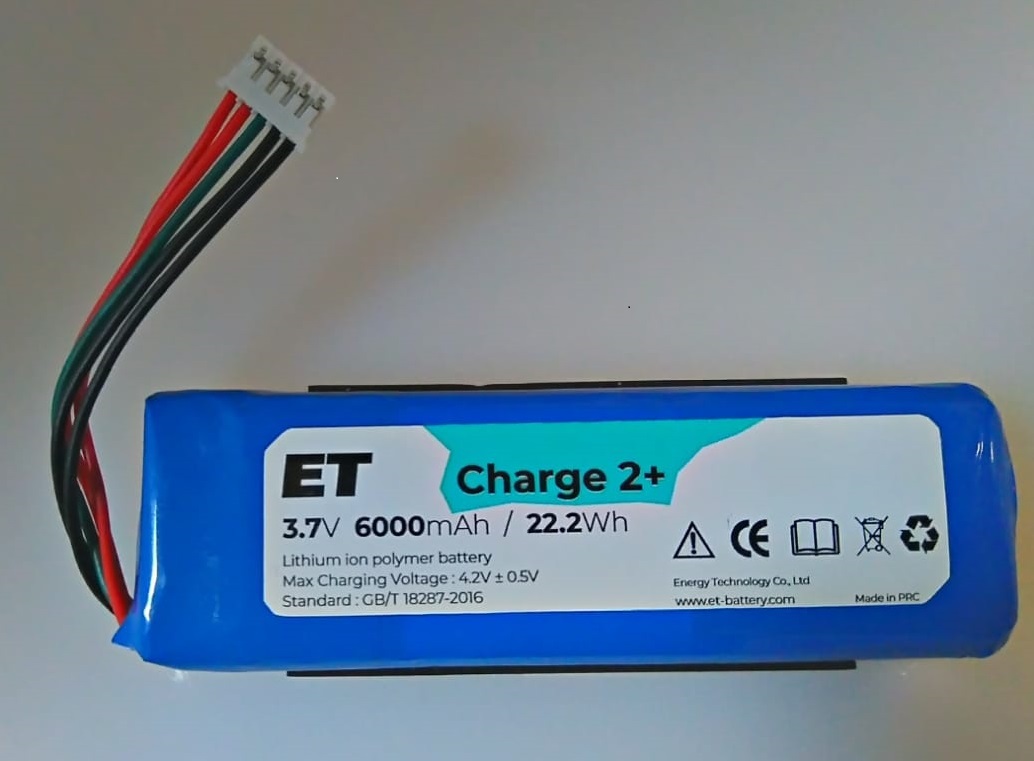 ET
Charge 2+
3.7V 6000mAh / 22.2Wh
Lithium ion polymer battery
Max Charging Voltage : 4.2V ± 0.5V
Standard : GB/T 18287-2016
CE
Energy Technology Co., Ltd
www.et-battery.com
Made in PRC